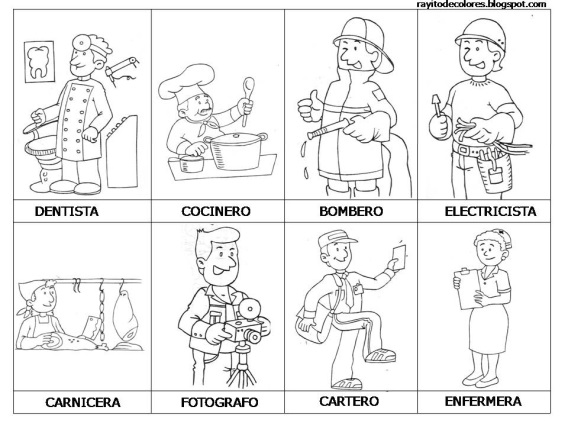 rayitodecolores.blogspot.com
DENTISTA
COCINERO
BOMBERO
ELECTRICISTA
CARNICERA
FOTOGRAFO
CARTERO
ENFERMERA